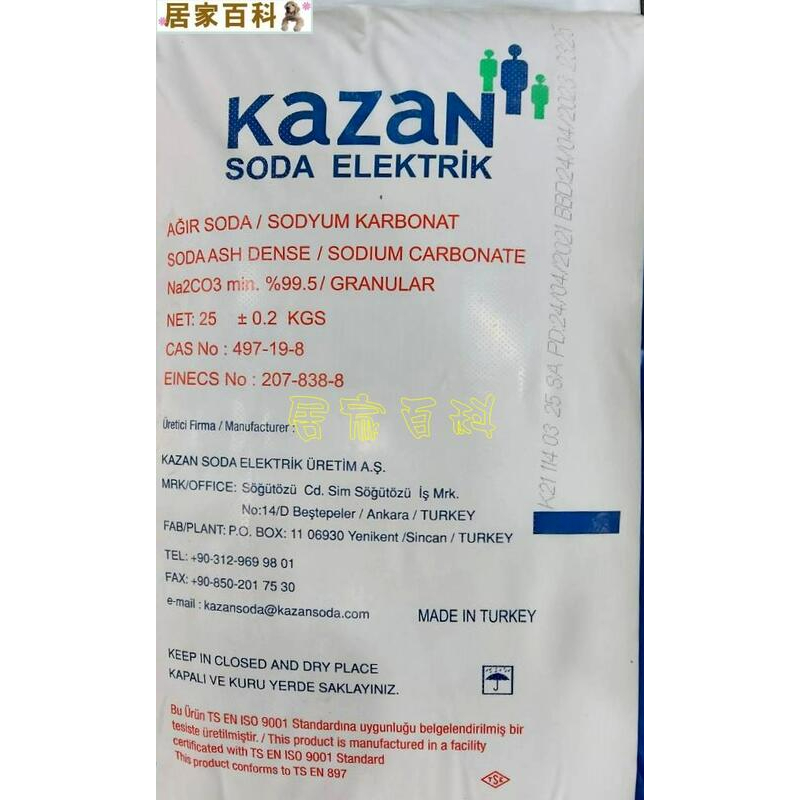 居家百科
KAZAN
SODA ELEKTRİK
AĞIR SODA / SODYUM KARBONAT
SODA ASH DENSE / SODIUM CARBONATE
Na2CO3 min. %99.5 / GRANULAR
NET: 25 ± 0.2 KGS
CAS No : 497-19-8
EINECS No : 207-838-8
居家百科
Üretici Firma / Manufacturer :
KAZAN SODA ELEKTRİK ÜRETİM A.Ş.
MRK/OFFICE: Söğütözü Cd. Sim Söğütözü İş Mrk.
No:14/D Beştepeler / Ankara / TURKEY
FAB/PLANT: P.O. BOX: 11 06930 Yenikent /Sincan / TURKEY
TEL: +90-312-969 98 01
FAX: +90-850-201 75 30
e-mail : kazansoda@kazansoda.com
MADE IN TURKEY
K21 114 03 25 SA PD:24/04/2021 BBD24/04/2023 2325
KEEP IN CLOSED AND DRY PLACE
KAPALI VE KURU YERDE SAKLAYINIZ.
Bu Ürün TS EN ISO 9001 Standardına uygunluğu belgelendirilmiş bir
tesiste üretilmiştir. / This product is manufactured in a facility
certificated with TS EN ISO 9001 Standard
This product conforms to TS EN 897
TSE